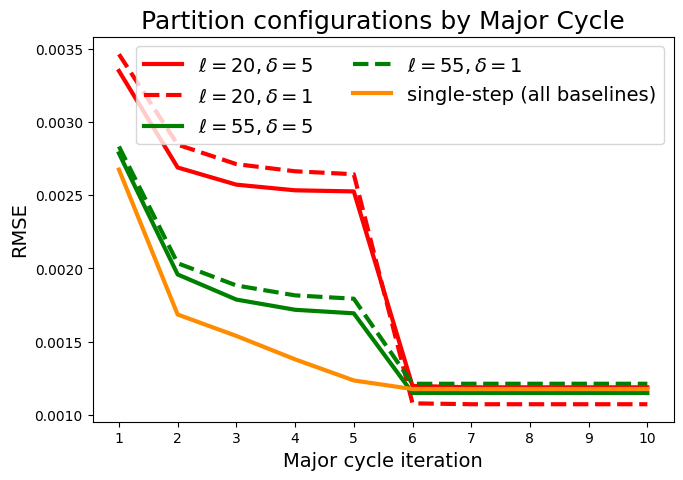 Partition configurations by Major Cycle
ℓ = 20, δ = 5
ℓ = 20, δ = 1
ℓ = 55, δ = 5
ℓ = 55, δ = 1
single-step (all baselines)
RMSE
0.0035
0.0030
0.0025
0.0020
0.0015
0.0010
1 2 3 4 5 6 7 8 9 10
Major cycle iteration